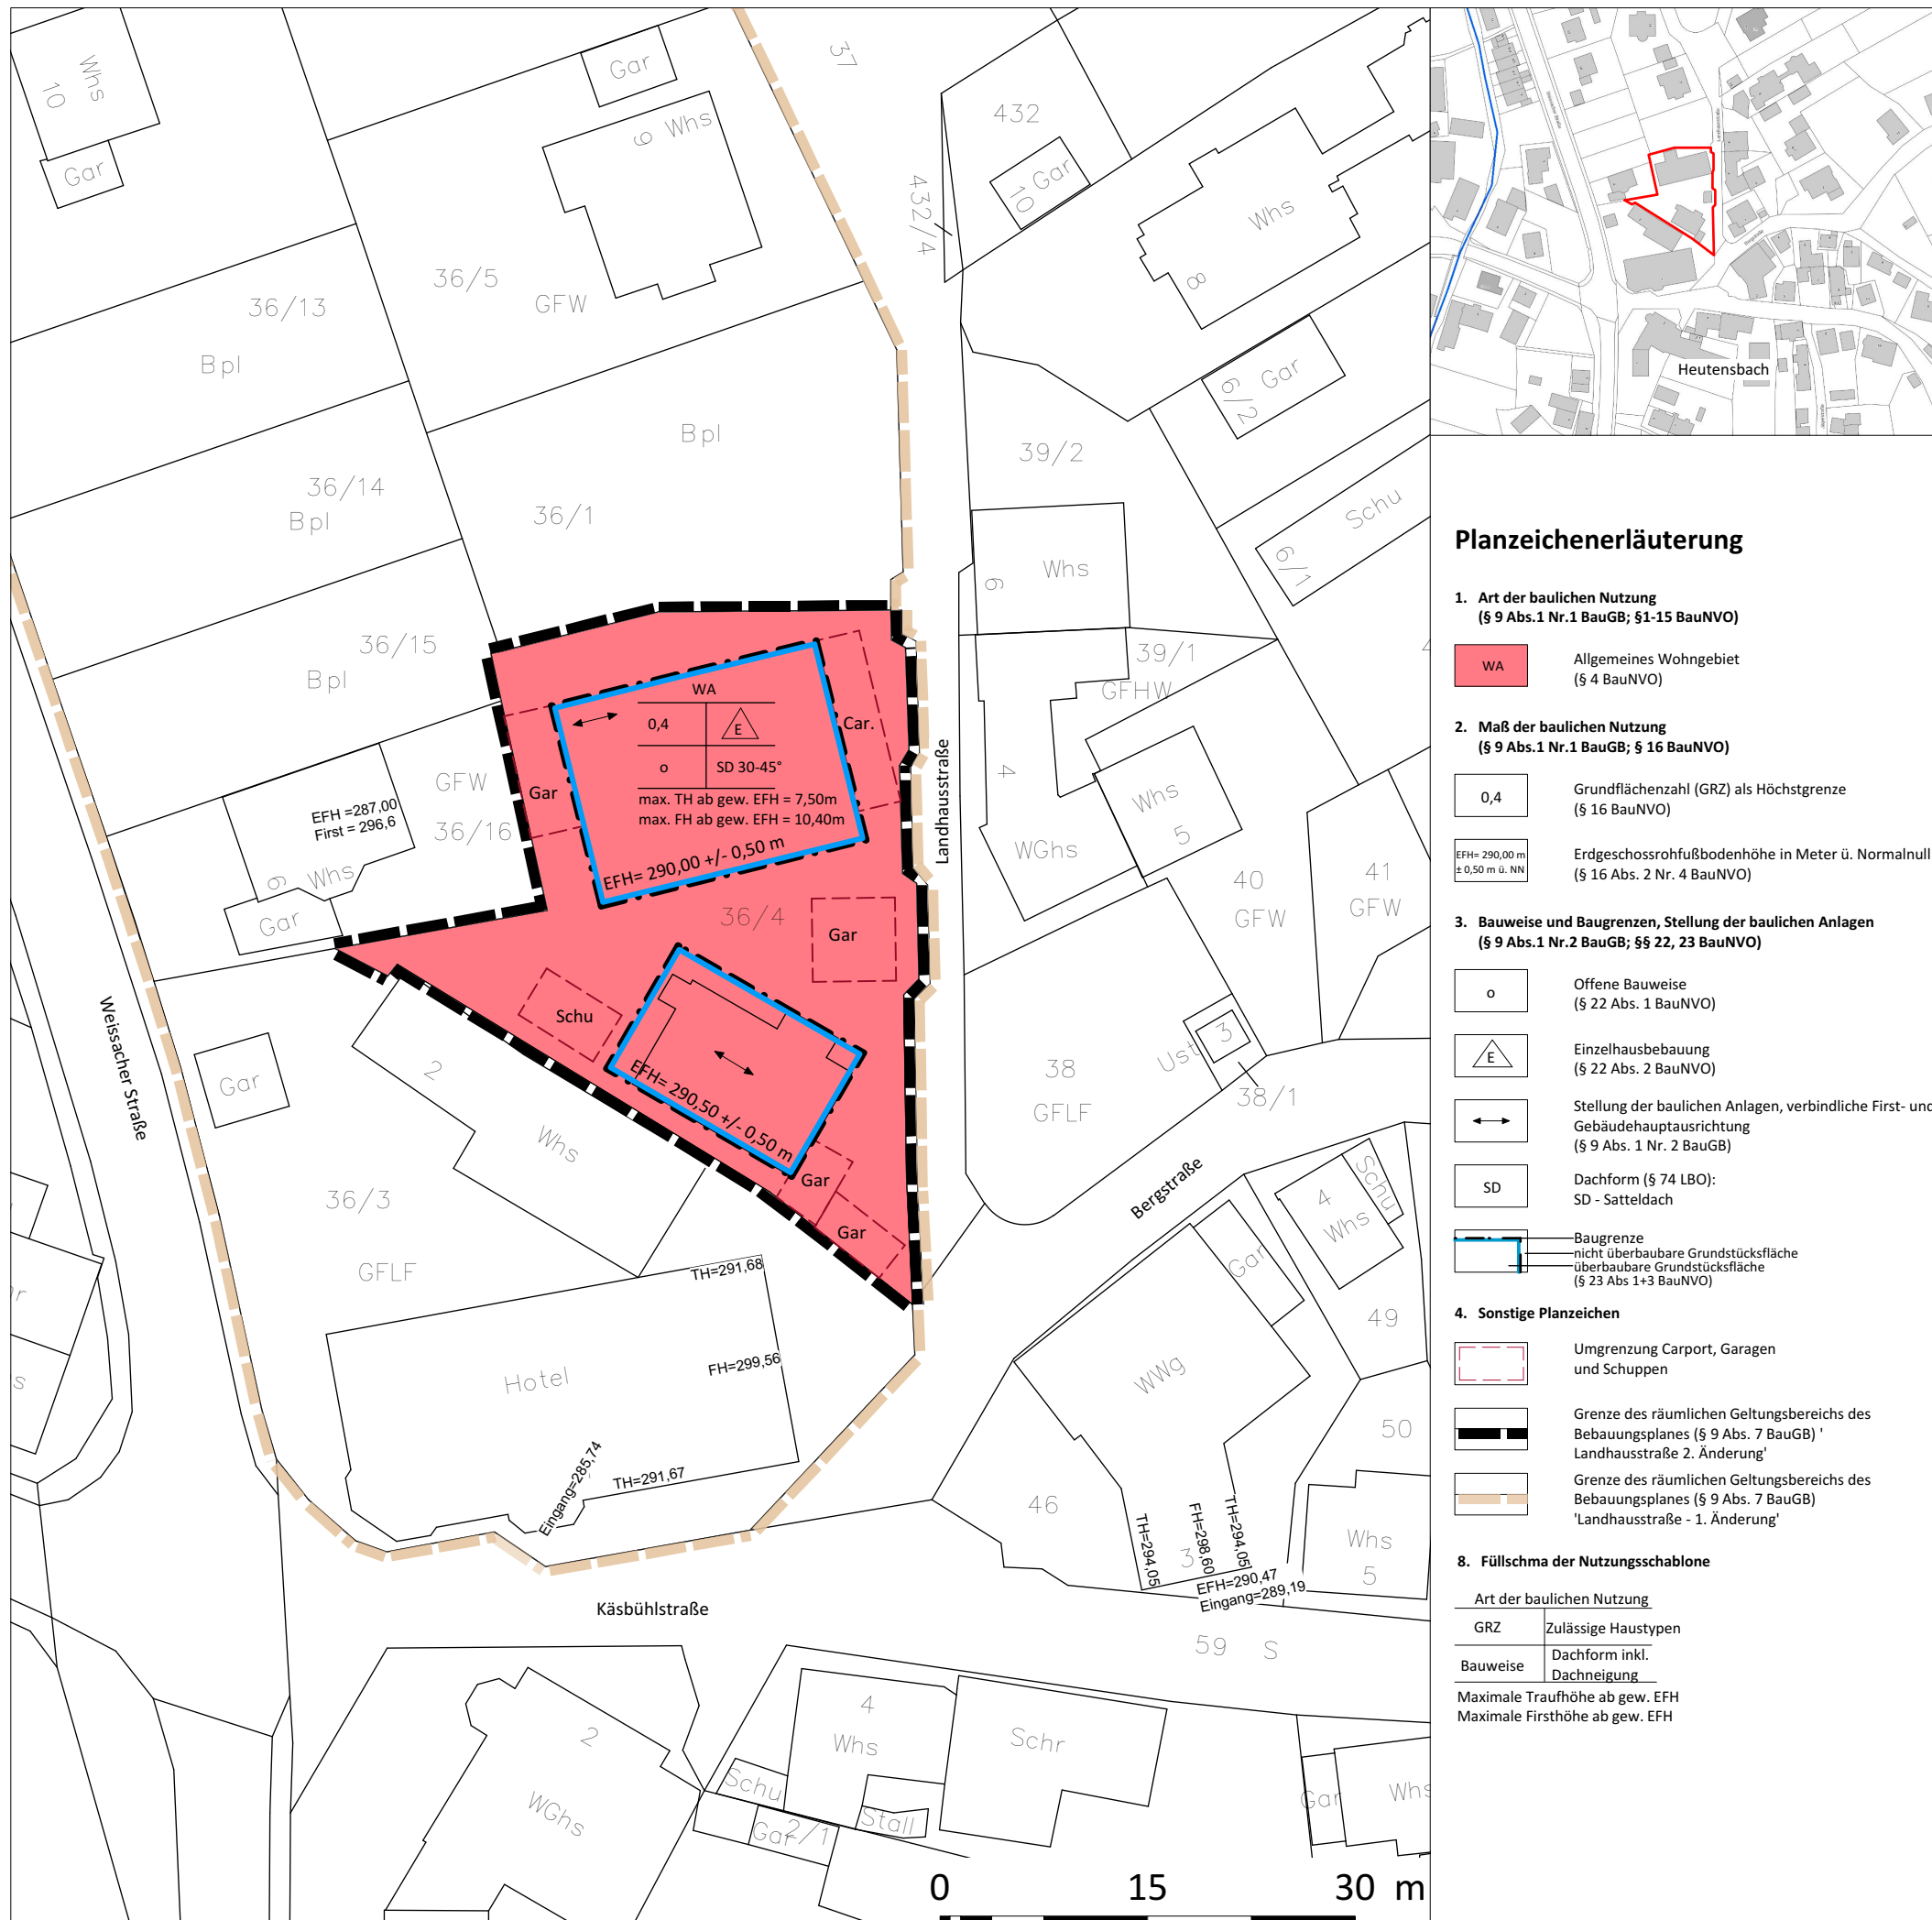 Whs
10
Gar
Gar
9 Whs
37
432
432/4
10 Gar
Whs
8
36/13
Bpl
36/5
GFW
6/2 Gar
Bpl
39/2
36/14
Bpl
36/1
Schu
6/1
6
Whs
36/15
Bpl
39/1
GFHW
WA
0,4
E
o
SD 30-45°
max. TH ab gew. EFH = 7,50m
max. FH ab gew. EFH = 10,40m
EFH= 290,00 +/- 0,50 m
Car.
Gar
Landhausstraße
4
WGhs
Whs
5
GFW
36/16
EFH =287,00
First = 296,6
Whs
Gar
36/4
Gar
40
GFW
41
GFW
Schu
EFH= 290,50 +/- 0,50 m
Gar
Gar
Weissacher Straße
Gar
2
Whs
36/3
GFLF
38
GFLF
Ust 3
38/1
Bergstraße
4
Whs
Schu
Gar
49
TH=291,68
FH=299,56
Hotel
Eingang=285,74
TH=291,67
WWg
50
46
TH=294,05
FH=298,60
TH=294,05
3
EFH=290,47
Eingang=289,19
Whs
5
Käsbühlstraße
59 S
2
WGhs
4
Whs
Schr
Schu
Gar
2/1
Stall
Gar
Whs
0 15 30 m
Heutensbach
Planzeichenerläuterung
1. Art der baulichen Nutzung
(§ 9 Abs.1 Nr.1 BauGB; §1-15 BauNVO)
WA
Allgemeines Wohngebiet
(§ 4 BauNVO)
2. Maß der baulichen Nutzung
(§ 9 Abs.1 Nr.1 BauGB; § 16 BauNVO)
0,4
Grundflächenzahl (GRZ) als Höchstgrenze
(§ 16 BauNVO)
EFH= 290,00 m
± 0,50 m ü. NN
Erdgeschossrohfußbodenhöhe in Meter ü. Normalnull
(§ 16 Abs. 2 Nr. 4 BauNVO)
3. Bauweise und Baugrenzen, Stellung der baulichen Anlagen
(§ 9 Abs.1 Nr.2 BauGB; §§ 22, 23 BauNVO)
o
Offene Bauweise
(§ 22 Abs. 1 BauNVO)
E
Einzelhausbebauung
(§ 22 Abs. 2 BauNVO)
Stellung der baulichen Anlagen, verbindliche First- und
Gebäudehauptausrichtung
(§ 9 Abs. 1 Nr. 2 BauGB)
SD
Dachform (§ 74 LBO):
SD - Satteldach
Baugrenze
nicht überbaubare Grundstücksfläche
überbaubare Grundstücksfläche
(§ 23 Abs 1+3 BauNVO)
4. Sonstige Planzeichen
Umgrenzung Carport, Garagen
und Schuppen
Grenze des räumlichen Geltungsbereichs des
Bebauungsplanes (§ 9 Abs. 7 BauGB) '
Landhausstraße 2. Änderung'
Grenze des räumlichen Geltungsbereichs des
Bebauungsplanes (§ 9 Abs. 7 BauGB)
'Landhausstraße - 1. Änderung'
8. Füllschma der Nutzungsschablone
Art der baulichen Nutzung
GRZ
Zulässige Haustypen
Bauweise
Dachform inkl.
Dachneigung
Maximale Traufhöhe ab gew. EFH
Maximale Firsthöhe ab gew. EFH